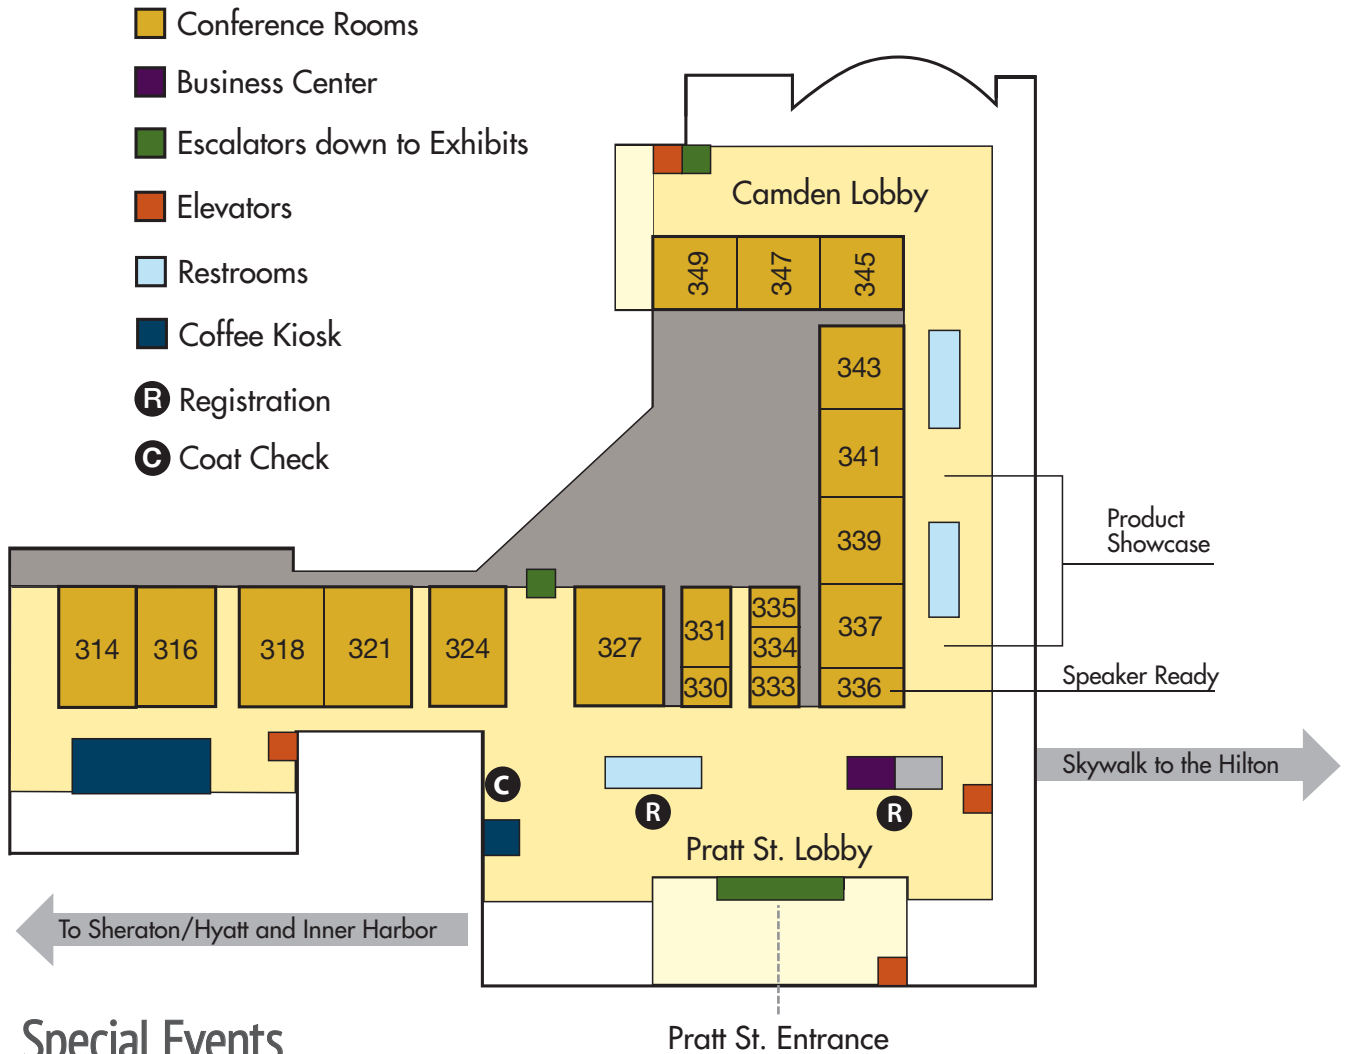 Conference Rooms
Business Center
Escalators down to Exhibits
Elevators
Restrooms
Coffee Kiosk
R Registration
C Coat Check
Camden Lobby
349
347
345
343
341
339
337
336
Product
Showcase
Speaker Ready
314
316
318
321
324
327
331
330
335
334
333
Skywalk to the Hilton
C
R
R
Pratt St. Lobby
To Sheraton/Hyatt and Inner Harbor
Pratt St. Entrance
Special Events